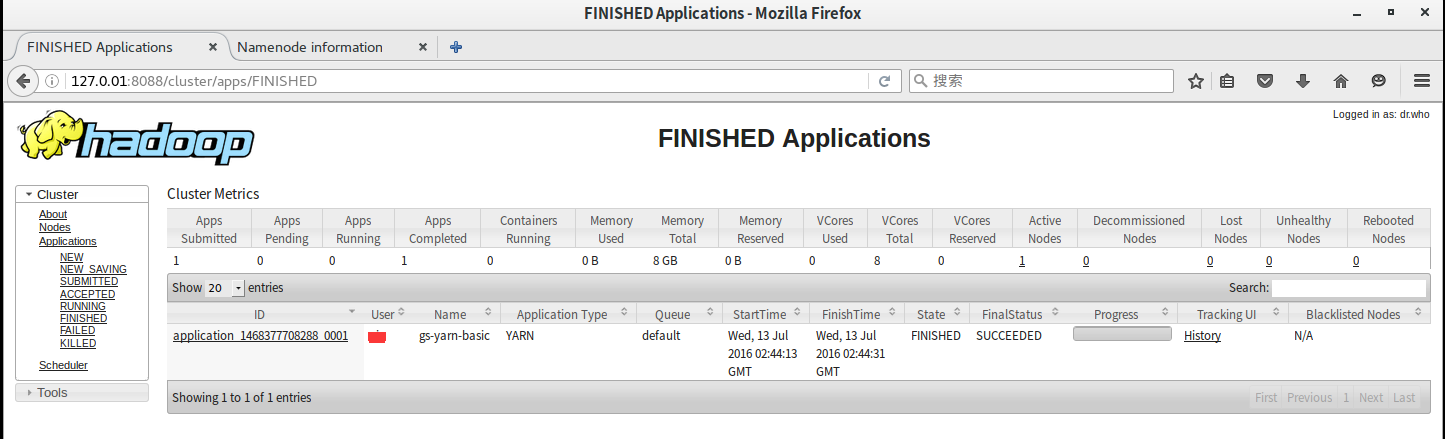 FINISHED Applications - Mozilla Firefox
FINISHED Applications
Namenode information
127.0.01:8088/cluster/apps/FINISHED
搜索
hadoop
FINISHED Applications
Logged in as: dr.who
Cluster
About
Nodes
Applications
NEW
NEW_SAVING
SUBMITTED
ACCEPTED
RUNNING
FINISHED
FAILED
KILLED
Scheduler
Tools
Cluster Metrics
Apps Submitted Apps Pending Apps Running Apps Completed Containers Running Memory Used Memory Total Memory Reserved VCores Used VCores Total VCores Reserved Active Nodes Decommissioned Nodes Lost Nodes Unhealthy Nodes Rebooted Nodes
1 0 0 1 0 0 B 8 GB 0 B 0 8 0 1 0 0 0 0
Show 20 entries Search:
ID User Name Application Type Queue StartTime FinishTime State FinalStatus Progress Tracking UI Blacklisted Nodes
application_1468377708288_0001 gs-yarn-basic YARN default Wed, 13 Jul 2016 02:44:13 GMT Wed, 13 Jul 2016 02:44:31 GMT FINISHED SUCCEEDED History N/A
Showing 1 to 1 of 1 entries First Previous 1 Next Last